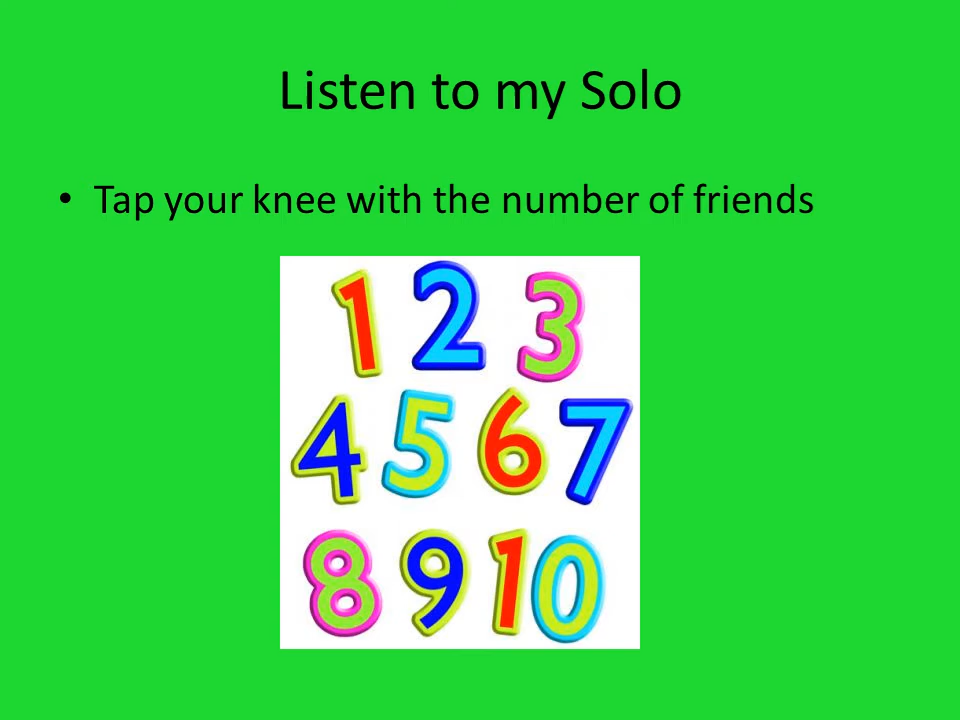 Listen to my Solo
• Tap your knee with the number of friends
1 2 3
4 5 6 7
8 9 10